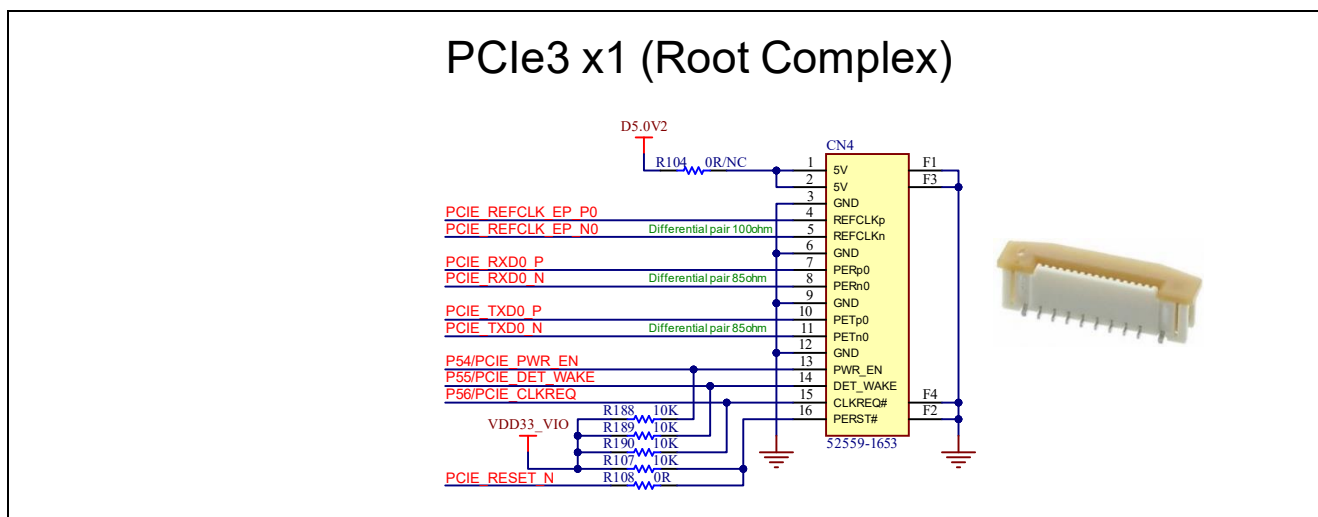 PCIe3 x1 (Root Complex)
D5.0V2
R104 0R/NC
CN4
1 5V F1
2 5V F3
3 GND
PCIE_REFCLK_EP_P0 4 REFCLKp
PCIE_REFCLK_EP_N0 Differential pair 100ohm 5 REFCLKn
6 GND
PCIE_RXD0_P 7 PERp0
PCIE_RXD0_N Differential pair 85ohm 8 PERn0
9 GND
PCIE_TXD0_P 10 PETp0
PCIE_TXD0_N Differential pair 85ohm 11 PETn0
12 GND
P54/PCIE_PWR_EN 13 PWR_EN
P55/PCIE_DET_WAKE 14 DET_WAKE
P56/PCIE_CLKREQ 15 CLKREQ# F4
R188 10K 16 PERST# F2
VDD33_VIO R189 10K
R190 10K 52559-1653
R107 10K
PCIE_RESET_N R108 0R